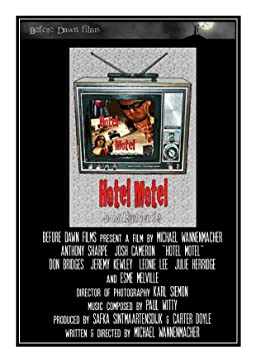 Before Dawn films
Hotel
Motel
Hotel Motel
BEFORE DAWN FILMS PRESENT A FILM BY MICHAEL WANNENMACHER
ANTHONY SHARPE JOSH CAMERON "HOTEL MOTEL"
DON BRIDGES JEREMY KEWLEY LEONIE LEE JULIE HERRIDGE
AND ESME MELVILLE
DIRECTOR OF PHOTOGRAPHY KARL SIEMON
MUSIC COMPOSER BY PAUL WITTY
PRODUCED BY SAFKA SINTMAARTENSDIJK & CARTER DOYLE
WRITTEN & DIRECTED BY MICHAEL WANNENMACHER